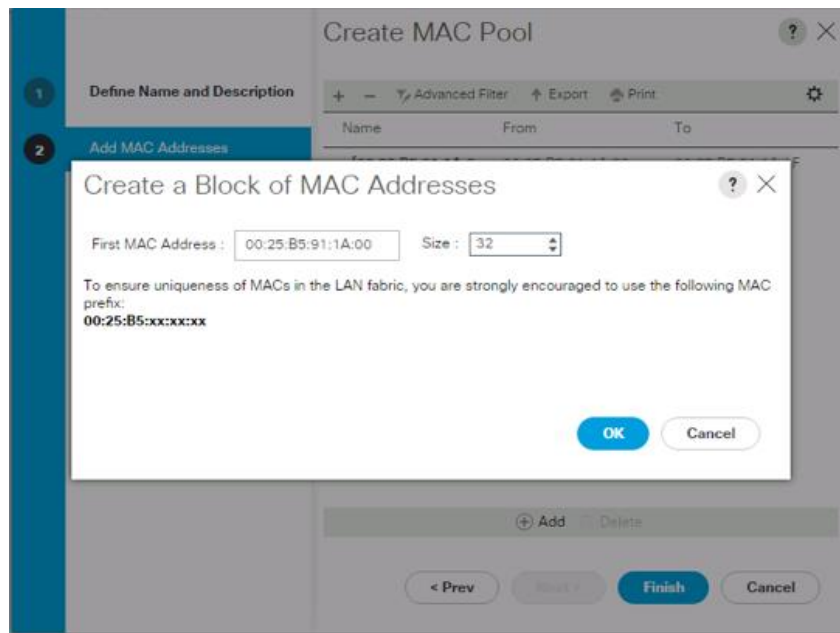 Create MAC Pool
?
1
Define Name and Description
+ − Advanced Filter Export Print
Name From To
2
Add MAC Addresses
Create a Block of MAC Addresses
?
First MAC Address : 00:25:B5:91:1A:00 Size : 32
To ensure uniqueness of MACs in the LAN fabric, you are strongly encouraged to use the following MAC
prefix:
00:25:B5:xx:xx:xx
OK Cancel
Add Delete
< Prev Next > Finish Cancel